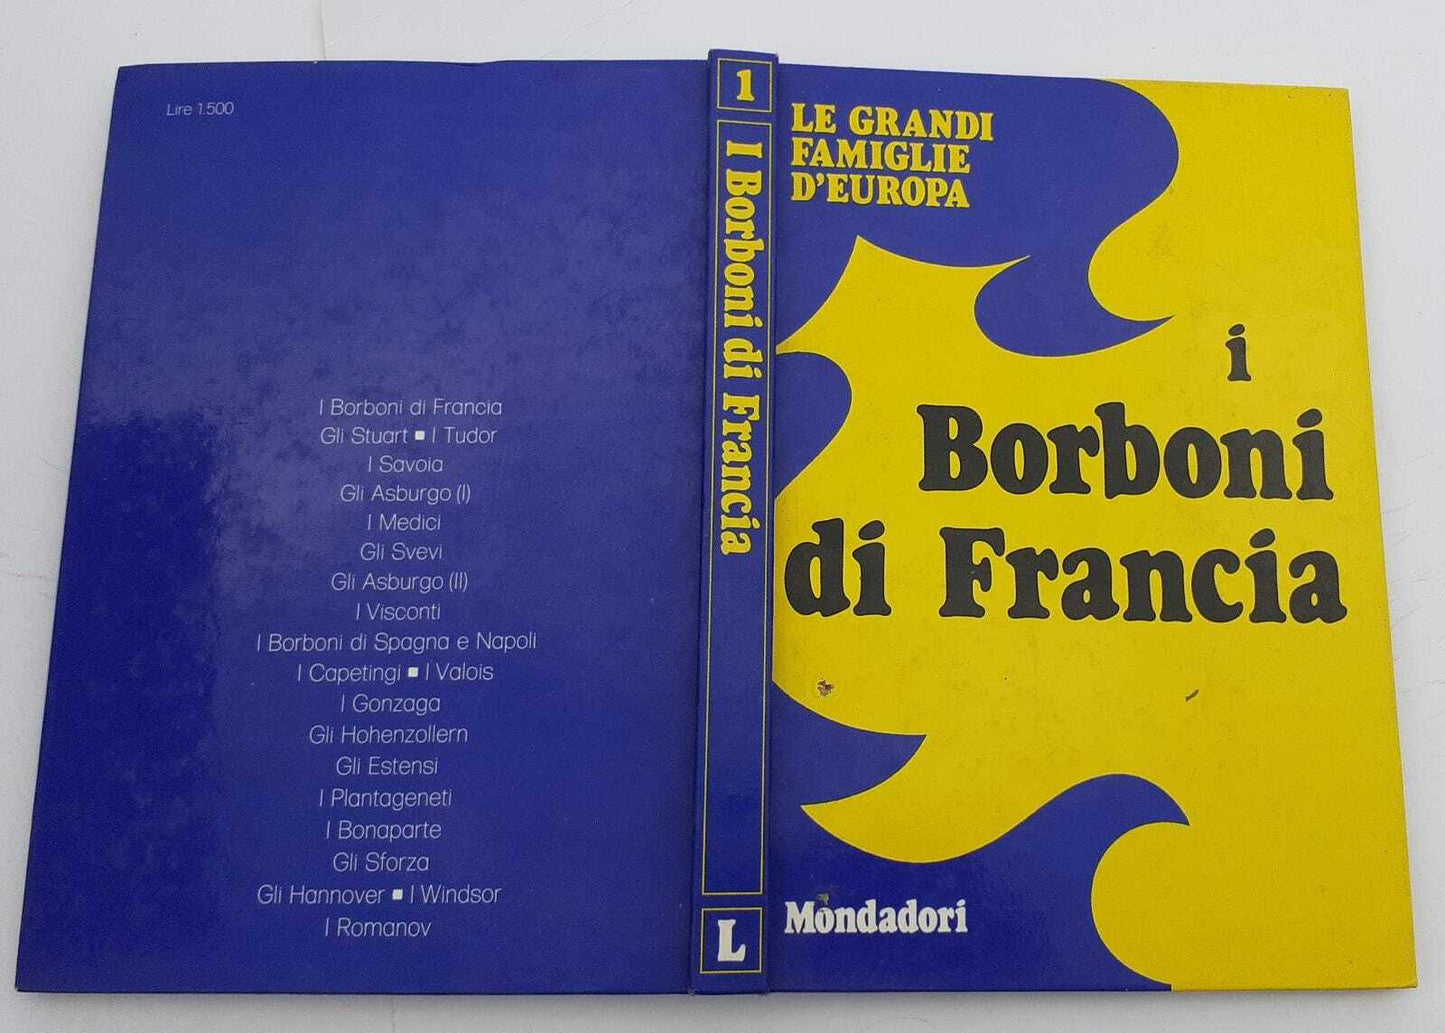 Lire 1.500
I Borboni di Francia
Gli Stuart ■ I Tudor
I Savoia
Gli Asburgo (I)
I Medici
Gli Svevi
Gli Asburgo (II)
I Visconti
I Borboni di Spagna e Napoli
I Capetingi ■ I Valois
I Gonzaga
Gli Hohenzollern
Gli Estensi
I Plantageneti
I Bonaparte
Gli Sforza
Gli Hannover ■ I Windsor
I Romanov
1
I Borboni di Francia
L
LE GRANDI
FAMIGLIE
D'EUROPA
i
Borboni
di Francia
Mondadori